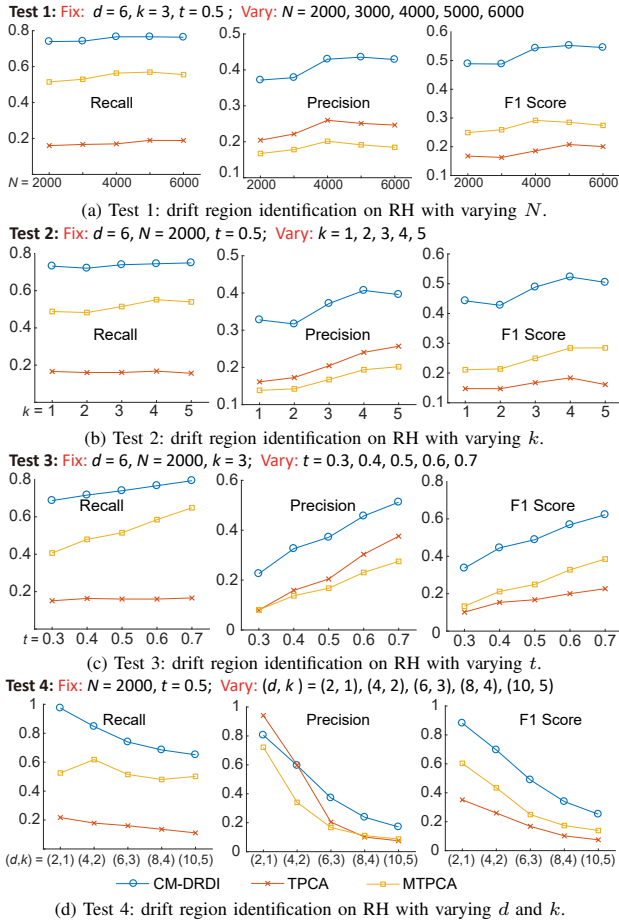 Test 1: Fix: d = 6, k = 3, t = 0.5 ; Vary: N = 2000, 3000, 4000, 5000, 6000
0.8
0.6
0.4
0.2
Recall
N = 2000 4000 6000
0.5
0.4
0.3
0.2
0.1
Precision
2000 4000 6000
0.6
0.5
0.4
0.3
0.2
0.1
F1 Score
2000 4000 6000
(a) Test 1: drift region identification on RH with varying N.
Test 2: Fix: d = 6, N = 2000, t = 0.5; Vary: k = 1, 2, 3, 4, 5
0.8
0.6
0.4
0.2
Recall
k = 1 2 3 4 5
0.5
0.4
0.3
0.2
0.1
Precision
1 2 3 4 5
0.6
0.5
0.4
0.3
0.2
0.1
F1 Score
1 2 3 4 5
(b) Test 2: drift region identification on RH with varying k.
Test 3: Fix: d = 6, N = 2000, k = 3; Vary: t = 0.3, 0.4, 0.5, 0.6, 0.7
0.8
0.6
0.4
0.2
Recall
t = 0.3 0.4 0.5 0.6 0.7
0.6
0.4
0.2
0
Precision
0.3 0.4 0.5 0.6 0.7
0.8
0.6
0.4
0.2
0
F1 Score
0.3 0.4 0.5 0.6 0.7
(c) Test 3: drift region identification on RH with varying t.
Test 4: Fix: N = 2000, t = 0.5; Vary: (d, k ) = (2, 1), (4, 2), (6, 3), (8, 4), (10, 5)
1
0.8
0.6
0.4
0.2
Recall
(d,k) = (2,1) (4,2) (6,3) (8,4) (10,5)
1
0.8
0.6
0.4
0.2
0
Precision
(2,1) (4,2) (6,3) (8,4) (10,5)
1
0.8
0.6
0.4
0.2
0
F1 Score
(2,1) (4,2) (6,3) (8,4) (10,5)
CM-DRDI TPCA MTPCA
(d) Test 4: drift region identification on RH with varying d and k.